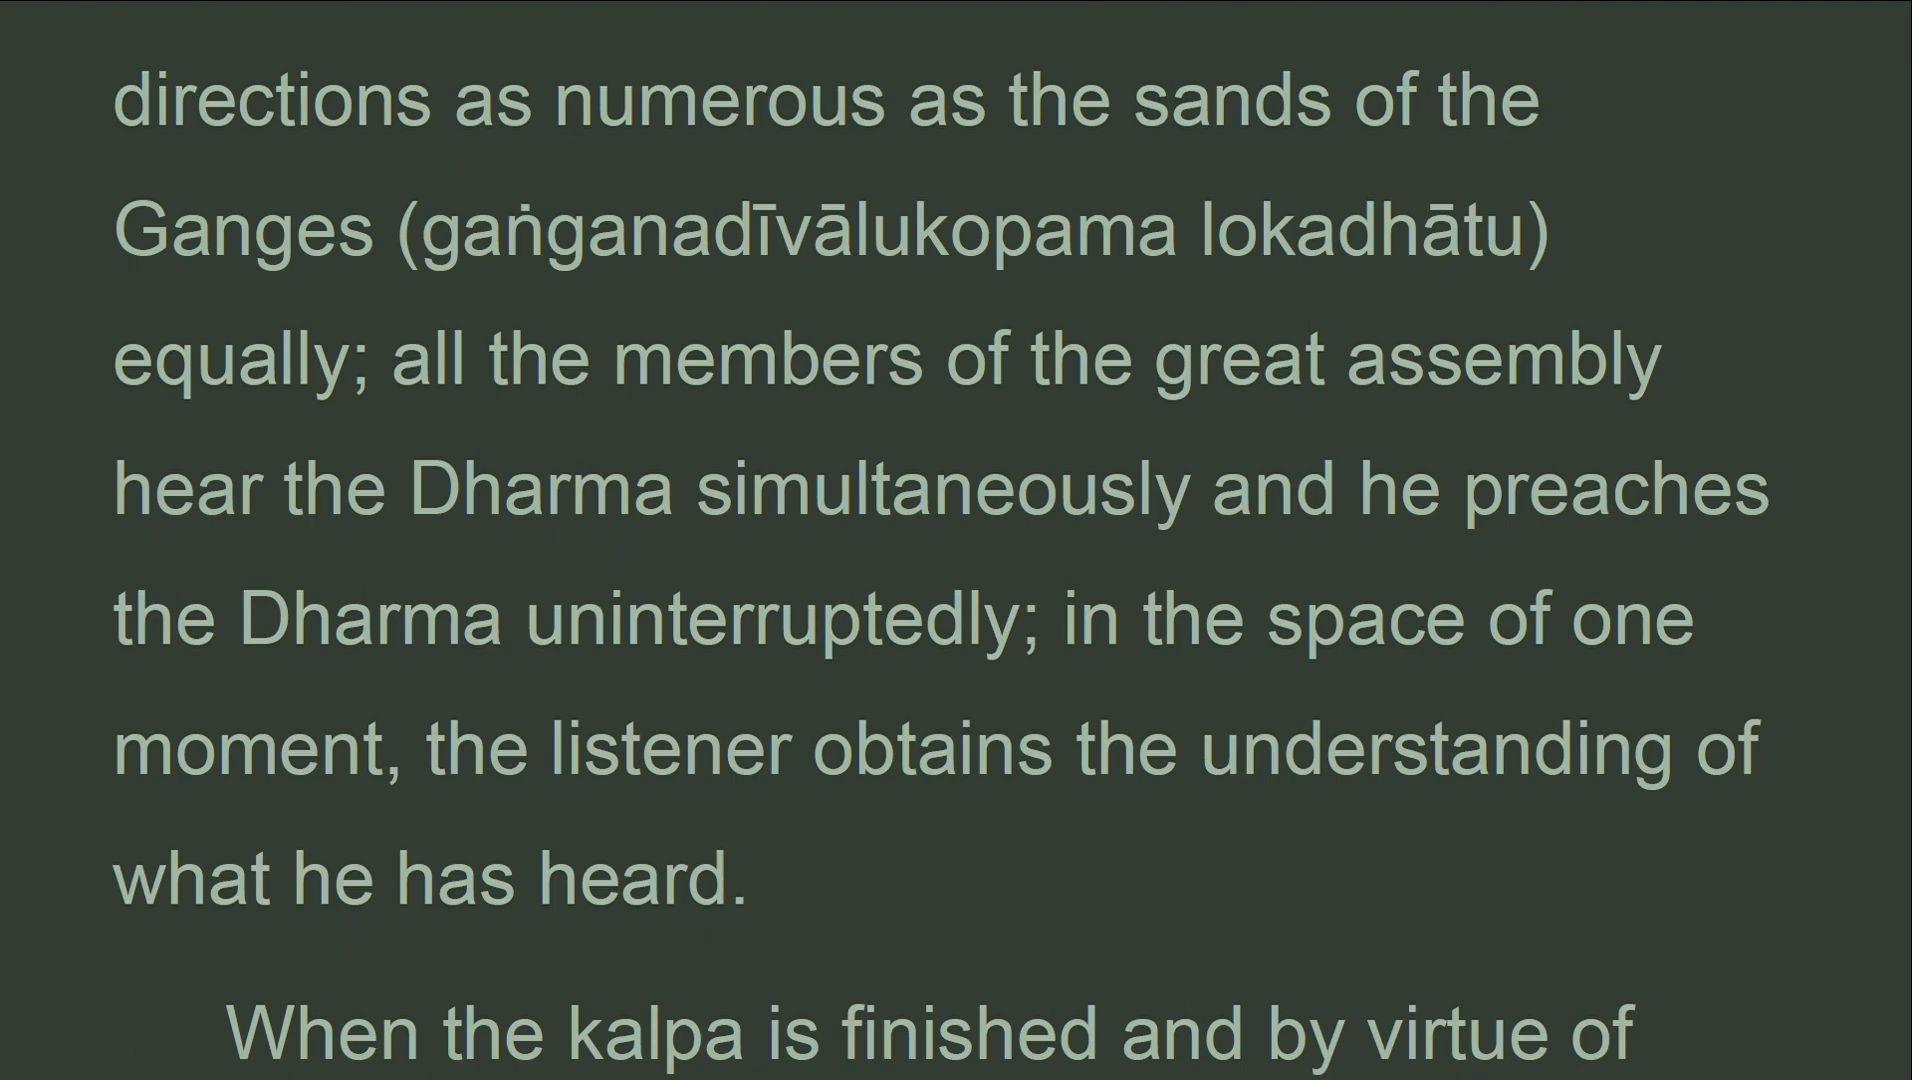 directions as numerous as the sands of the
Ganges (gaṅganadīvālukopama lokadhātu)
equally; all the members of the great assembly
hear the Dharma simultaneously and he preaches
the Dharma uninterruptedly; in the space of one
moment, the listener obtains the understanding of
what he has heard.
When the kalpa is finished and by virtue of